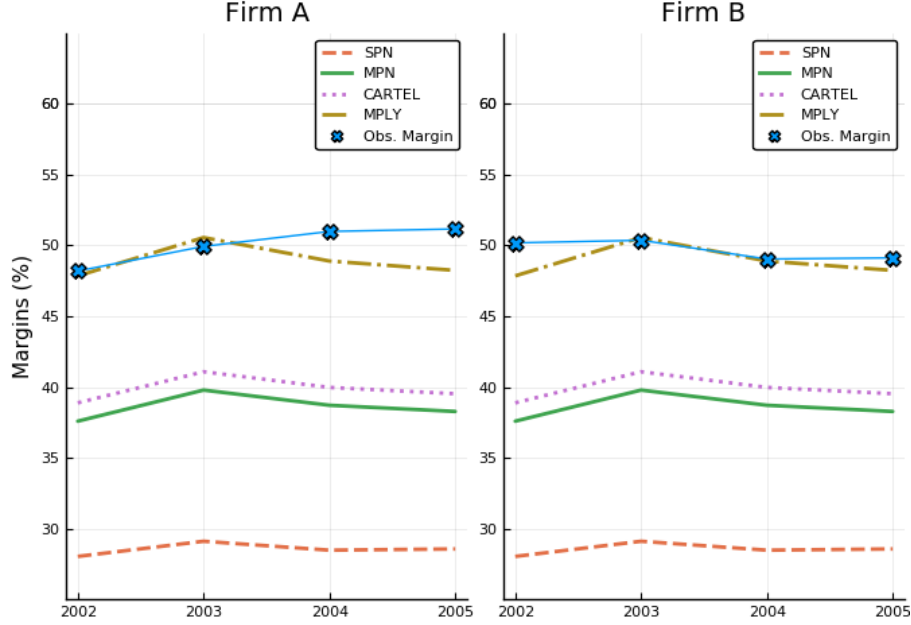 Firm A
SPN
MPN
CARTEL
MPLY
Obs. Margin
Margins (%)
60
55
50
45
40
35
30
2002
2003
2004
2005
Firm B
SPN
MPN
CARTEL
MPLY
Obs. Margin
60
55
50
45
40
35
30
2002
2003
2004
2005